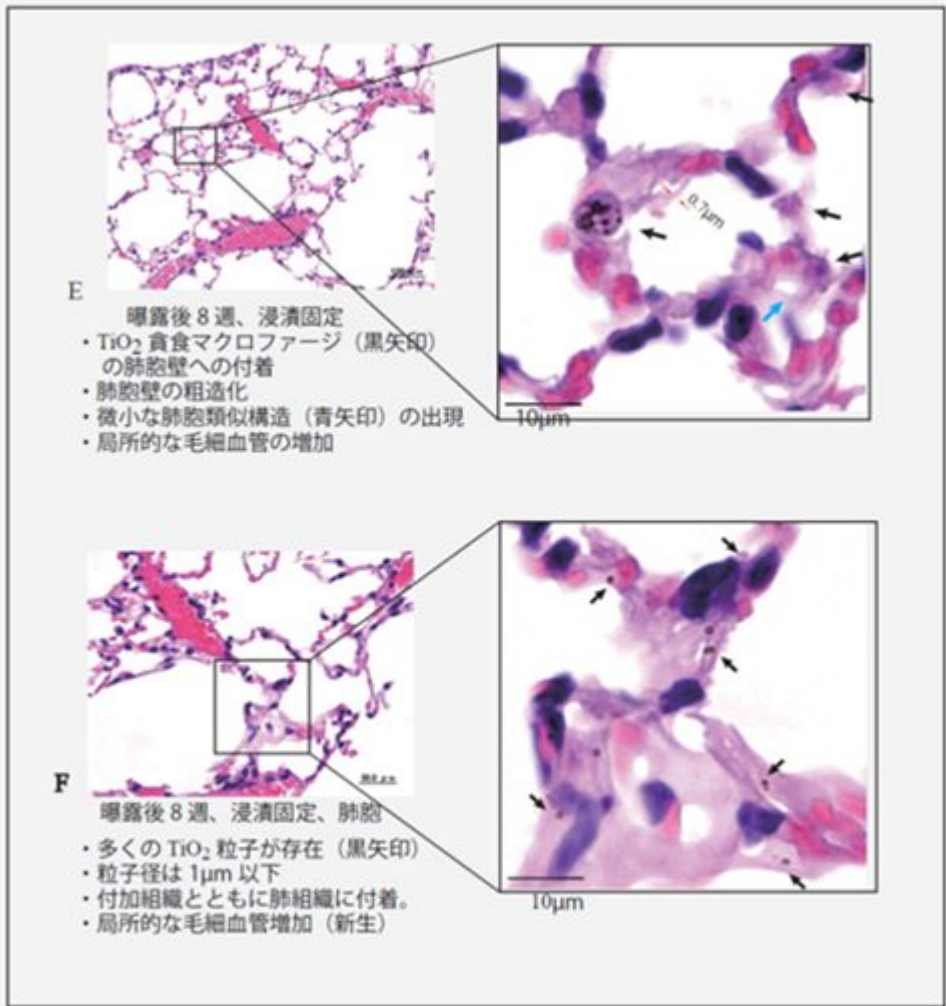 0.7μm
10μm
E
曝露後 8 週、浸漬固定
・TiO₂ 貪食マクロファージ（黒矢印）
の肺胞壁への付着
・肺胞壁の粗造化
・微小な肺胞類似構造（青矢印）の出現
・局所的な毛細血管の増加
10μm
F
曝露後 8 週、浸漬固定、肺胞
・多くの TiO₂ 粒子が存在（黒矢印）
・粒子径は 1μm 以下
・付加組織とともに肺組織に付着。
・局所的な毛細血管増加（新生）